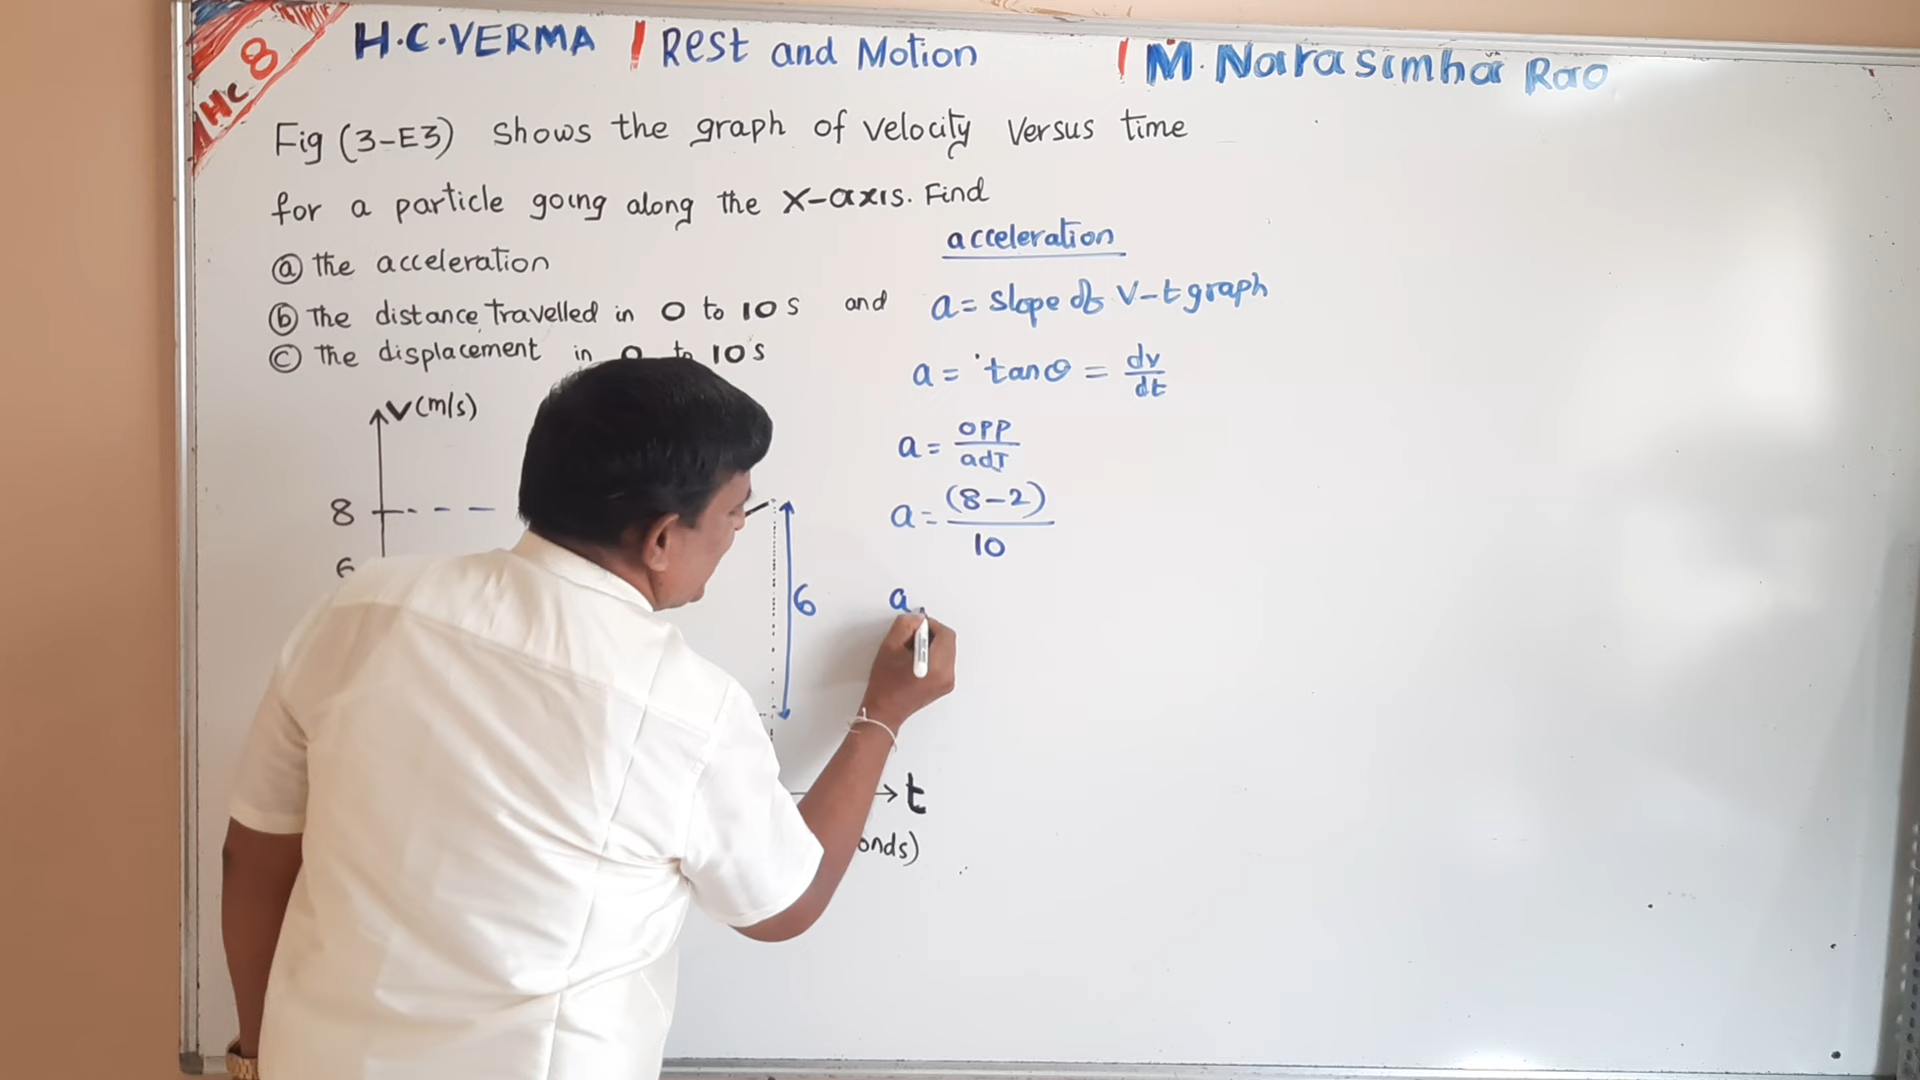 HC 8
H.C.VERMA | Rest and Motion | M. Narasimha Rao
Fig (3-E3) Shows the graph of velocity Versus time
for a particle going along the X-axis. Find
(a) the acceleration
(b) the distance travelled in 0 to 10 s and
(c) the displacement in 0 to 10 s
V(m/s)
8
6
6
t
onds)
acceleration
a = slope of V-t graph
a = tanθ = dv/dt
a = opp/adj
a = (8-2)/10
a